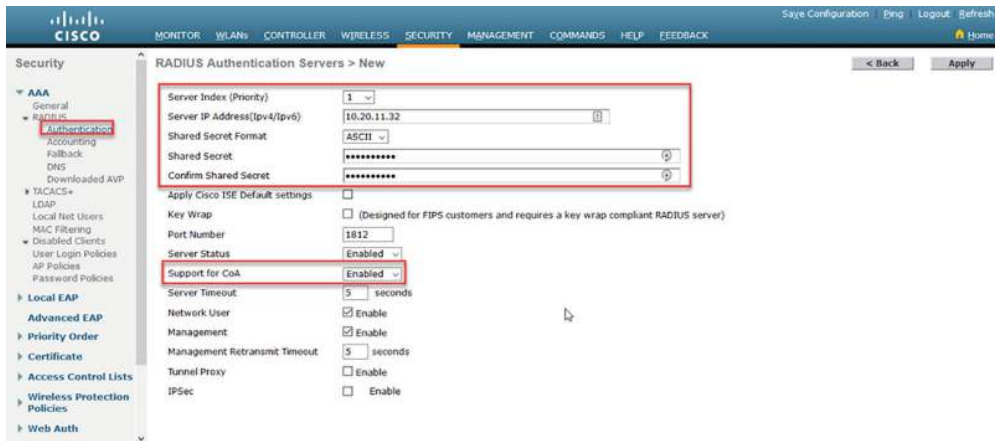 Save Configuration Ping Logout Refresh
CISCO MONITOR WLANs CONTROLLER WIRELESS SECURITY MANAGEMENT COMMANDS HELP FEEDBACK Home
Security
AAA
General
RADIUS
Authentication
Accounting
Fallback
DNS
Downloaded AVP
TACACS+
LDAP
Local Net Users
MAC Filtering
Disabled Clients
User Login Policies
AP Policies
Password Policies
Local EAP
Advanced EAP
Priority Order
Certificate
Access Control Lists
Wireless Protection
Policies
Web Auth
RADIUS Authentication Servers > New < Back Apply
Server Index (Priority) 1
Server IP Address(Ipv4/Ipv6) 10.20.11.32
Shared Secret Format ASCII
Shared Secret ••••••••••
Confirm Shared Secret ••••••••••
Apply Cisco ISE Default settings
Key Wrap (Designed for FIPS customers and requires a key wrap compliant RADIUS server)
Port Number 1812
Server Status Enabled
Support for CoA Enabled
Server Timeout 5 seconds
Network User Enable
Management Enable
Management Retransmit Timeout 5 seconds
Tunnel Proxy Enable
IPSec Enable